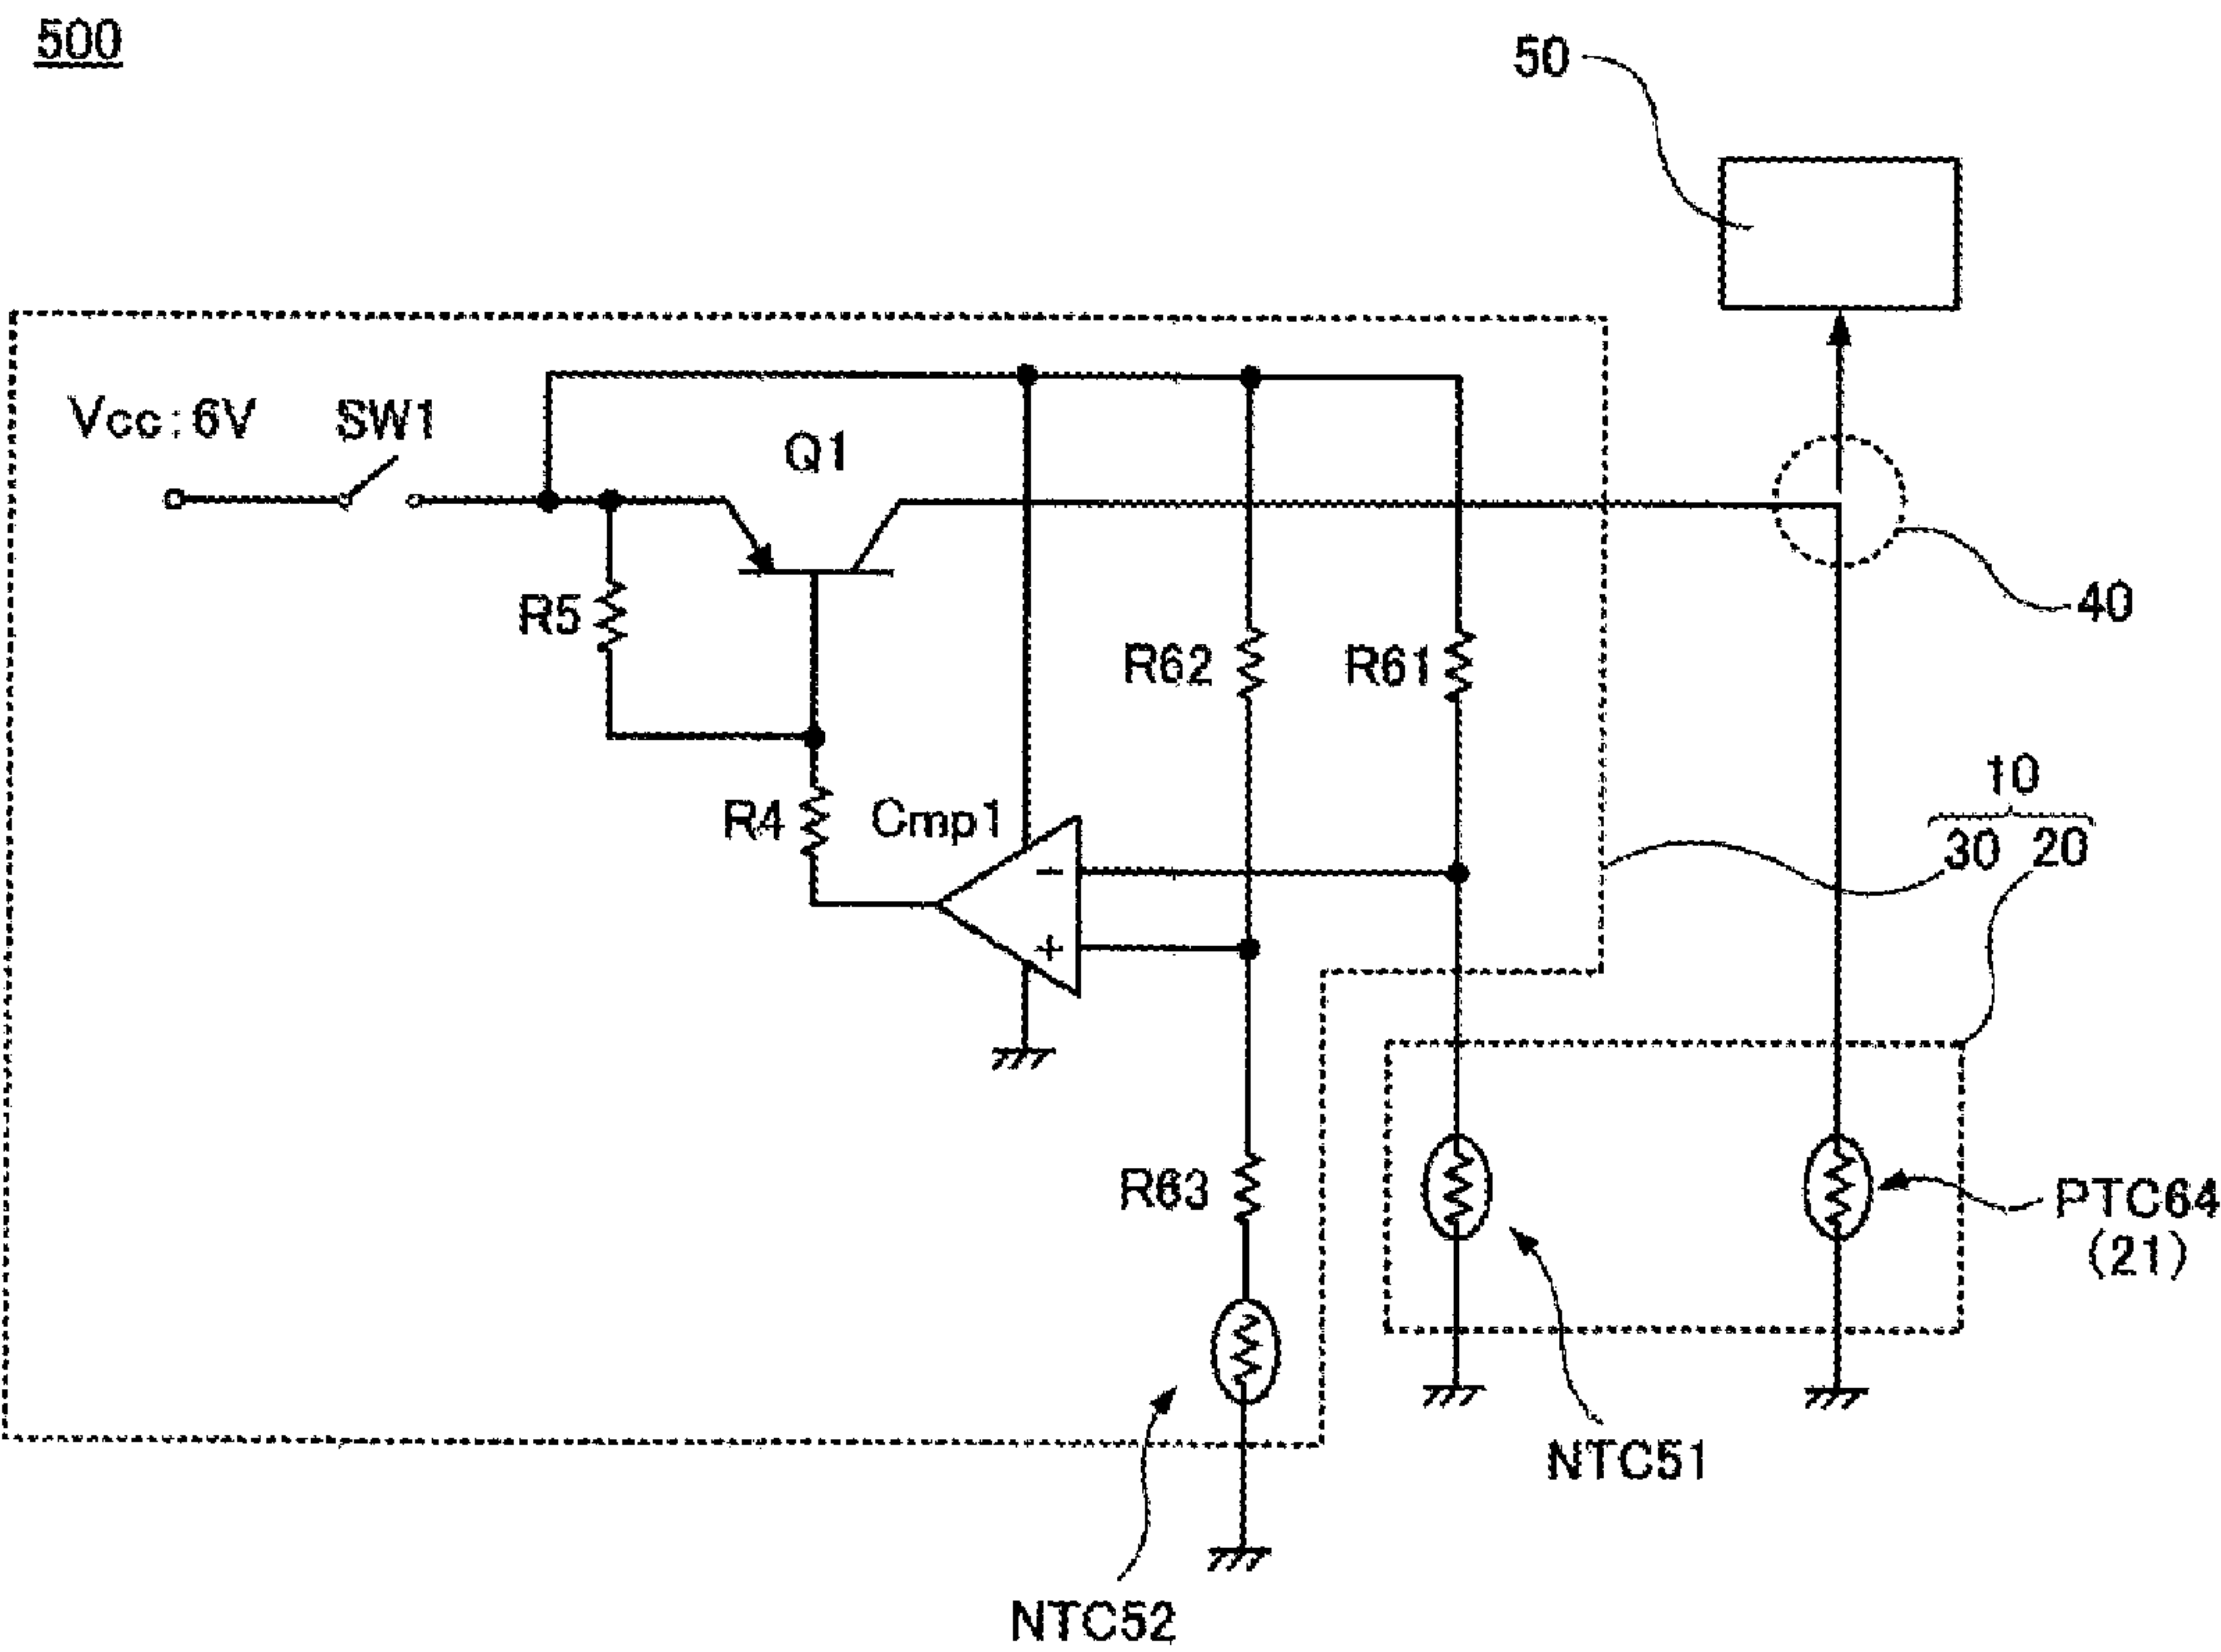 500
50
Vcc:6V
SW1
Q1
40
R5
R62
R61
10
30 20
R4
Cmp1
-
+
R63
PTC64
(21)
NTC51
NTC52